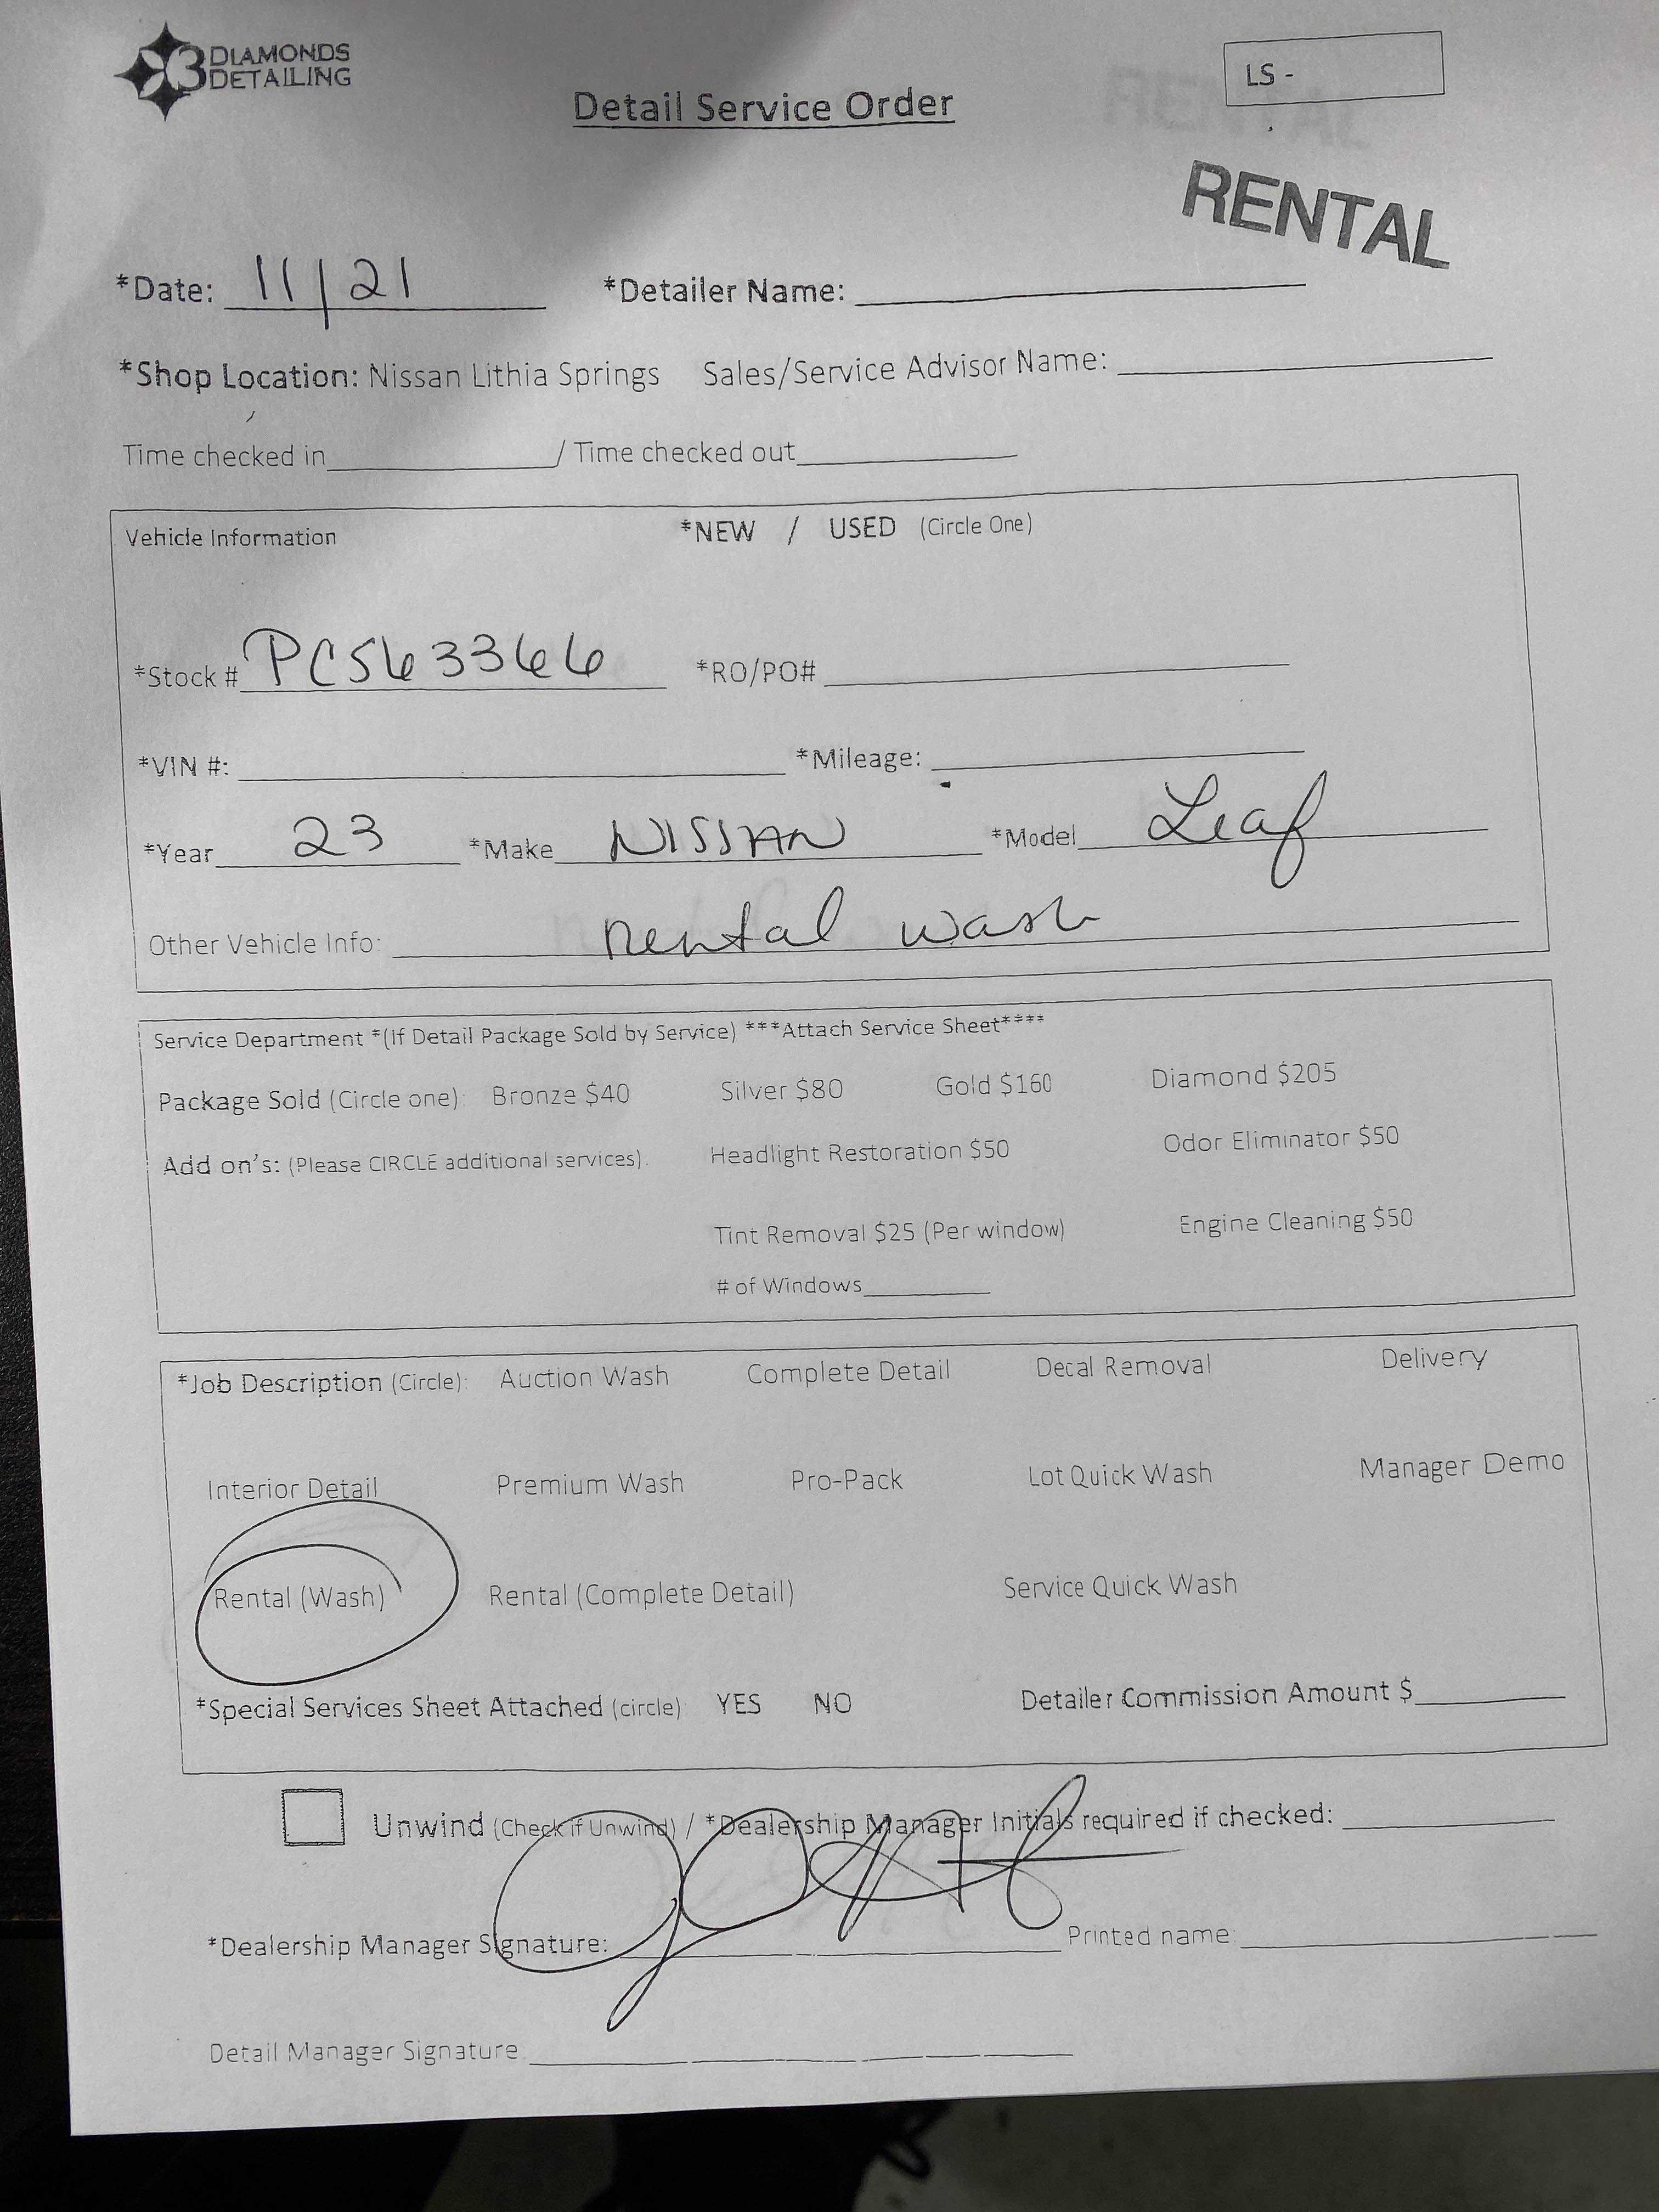 3 DIAMONDS
DETAILING
LS -
Detail Service Order
RENTAL
RENTAL
*Date: 11/21 *Detailer Name:
*Shop Location: Nissan Lithia Springs Sales/Service Advisor Name:
Time checked in / Time checked out
Vehicle Information *NEW / USED (Circle One)
*Stock # PC563366 *RO/PO#
*VIN #: *Mileage:
*Year 23 *Make NISSAN *Model Leaf
Other Vehicle Info: rental wash
Service Department *(If Detail Package Sold by Service) ***Attach Service Sheet****
Package Sold (Circle one): Bronze $40 Silver $80 Gold $160 Diamond $205
Add on's: (Please CIRCLE additional services). Headlight Restoration $50 Odor Eliminator $50
Tint Removal $25 (Per window) Engine Cleaning $50
# of Windows
*Job Description (Circle): Auction Wash Complete Detail Decal Removal Delivery
Interior Detail Premium Wash Pro-Pack Lot Quick Wash Manager Demo
Rental (Wash) Rental (Complete Detail) Service Quick Wash
*Special Services Sheet Attached (circle) YES NO Detailer Commission Amount $
Unwind (Check if Unwind) / *Dealership Manager Initials required if checked:
*Dealership Manager Signature: Printed name
Detail Manager Signature